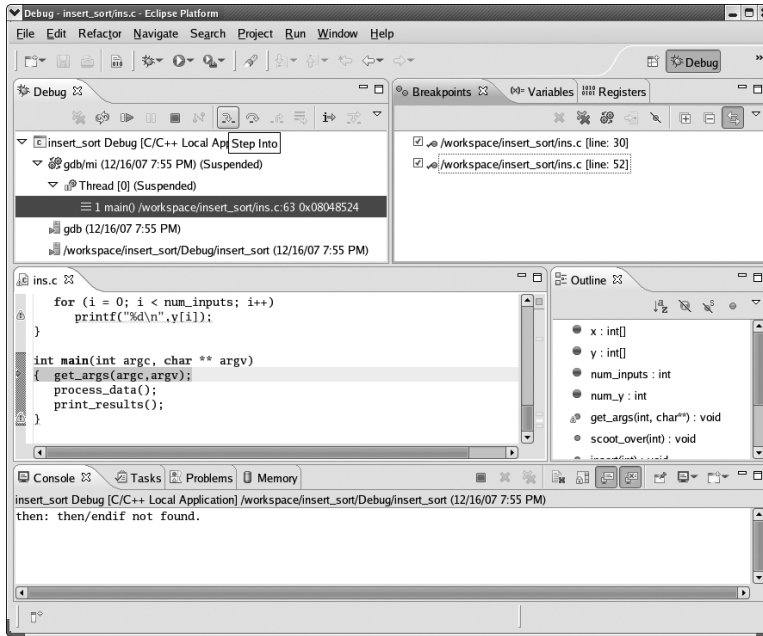 Debug - insert_sort/ins.c - Eclipse Platform
File Edit Refactor Navigate Search Project Run Window Help
Debug
Debug
Breakpoints (x)= Variables 1010 0101 Registers
insert_sort Debug [C/C++ Local App
Step Into
gdb/mi (12/16/07 7:55 PM) (Suspended)
Thread [0] (Suspended)
1 main() /workspace/insert_sort/ins.c:63 0x08048524
gdb (12/16/07 7:55 PM)
/workspace/insert_sort/Debug/insert_sort (12/16/07 7:55 PM)
/workspace/insert_sort/ins.c [line: 30]
/workspace/insert_sort/ins.c [line: 52]
ins.c
for (i = 0; i < num_inputs; i++)
printf("%d\n",y[i]);
}
int main(int argc, char ** argv)
{ get_args(argc,argv);
process_data();
print_results();
}
Outline
x : int[]
y : int[]
num_inputs : int
num_y : int
get_args(int, char**) : void
scoot_over(int) : void
Console Tasks Problems Memory
insert_sort Debug [C/C++ Local Application] /workspace/insert_sort/Debug/insert_sort (12/16/07 7:55 PM)
then: then/endif not found.